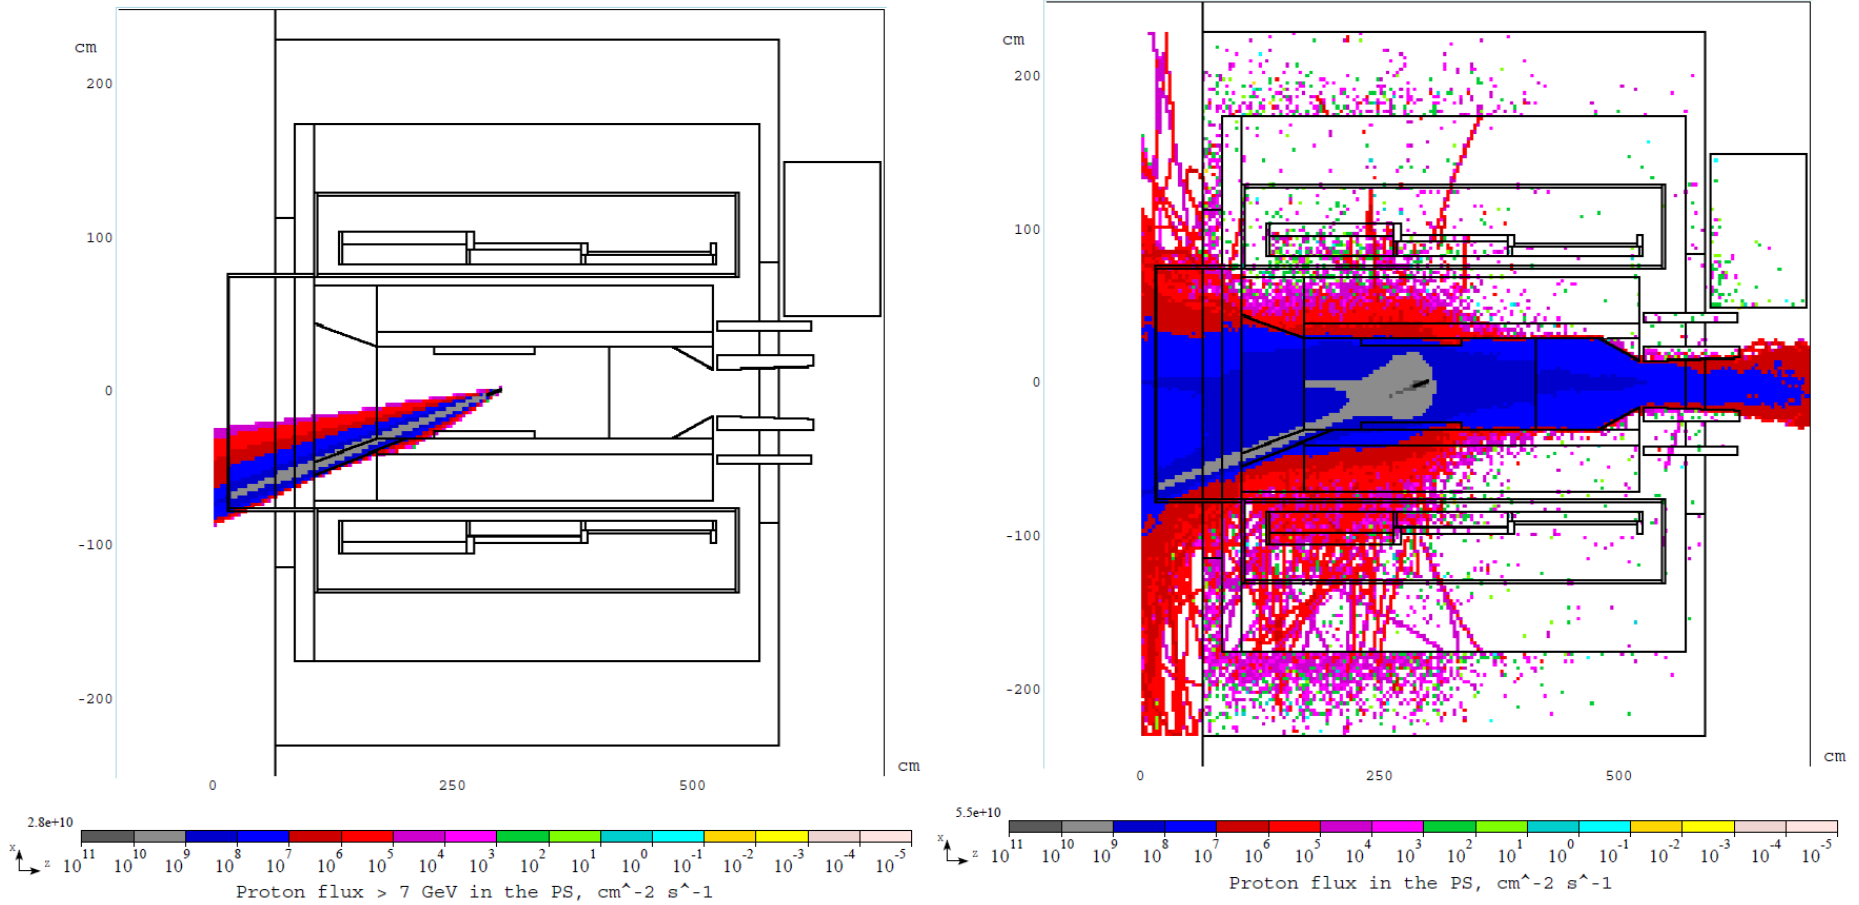 cm
200
100
0
-100
-200
cm
0 250 500
2.8e+10
x
z
10^11 10^10 10^9 10^8 10^7 10^6 10^5 10^4 10^3 10^2 10^1 10^0 10^-1 10^-2 10^-3 10^-4 10^-5
Proton flux > 7 GeV in the PS, cm^-2 s^-1
cm
200
100
0
-100
-200
cm
0 250 500
5.5e+10
x
z
10^11 10^10 10^9 10^8 10^7 10^6 10^5 10^4 10^3 10^2 10^1 10^0 10^-1 10^-2 10^-3 10^-4 10^-5
Proton flux in the PS, cm^-2 s^-1